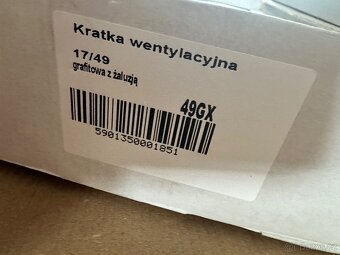 Kratka wentylacyjna
17/49
grafitowa z żaluzją
49GX
5901350001851